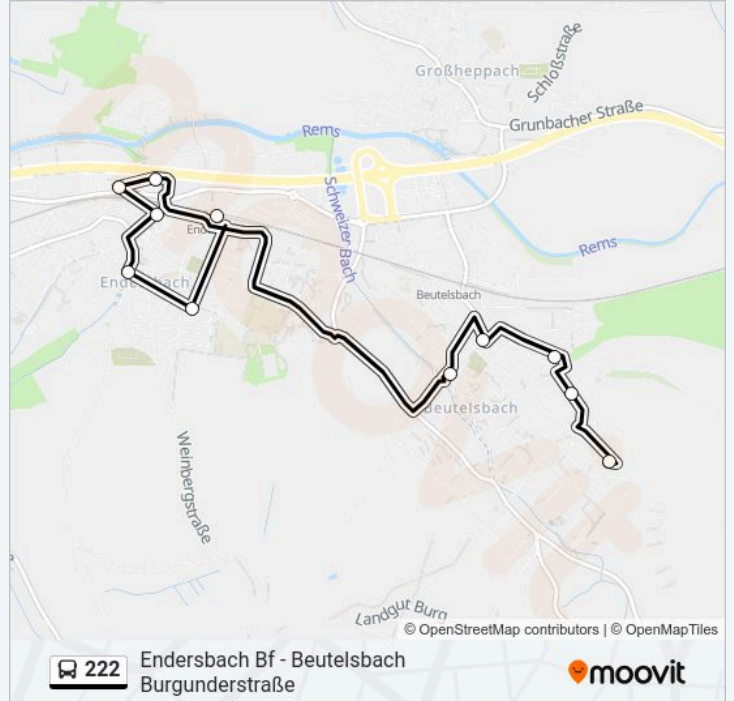 Großheppach
Schloßstraße
Grunbacher Straße
Rems
Schweizer Bach
End
Rems
Endersbach
Beutelsbach
Beutelsbach
Weinbergstraße
Landgut Burg
© OpenStreetMap contributors | © OpenMapTiles
222
Endersbach Bf - Beutelsbach
Burgunderstraße
moovit